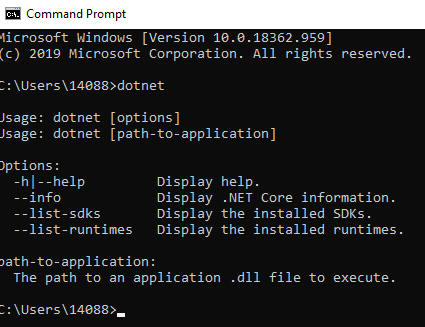 Command Prompt
Microsoft Windows [Version 10.0.18362.959]
(c) 2019 Microsoft Corporation. All rights reserved.
C:\Users\14088>dotnet
Usage: dotnet [options]
Usage: dotnet [path-to-application]
Options:
-h|--help Display help.
--info Display .NET Core information.
--list-sdks Display the installed SDKs.
--list-runtimes Display the installed runtimes.
path-to-application:
The path to an application .dll file to execute.
C:\Users\14088>